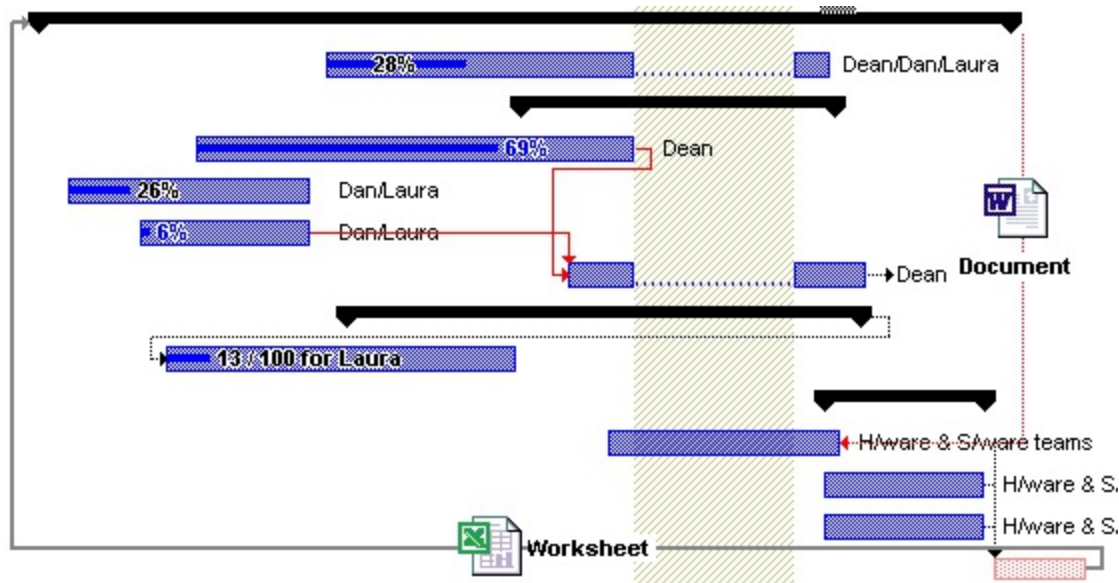 28% Dean/Dan/Laura
69% Dean
26% Dan/Laura
6% Dan/Laura
W
Dean
Document
13 / 100 for Laura
H/ware & S/ware teams
H/ware & S.
H/ware & S.
X
Worksheet